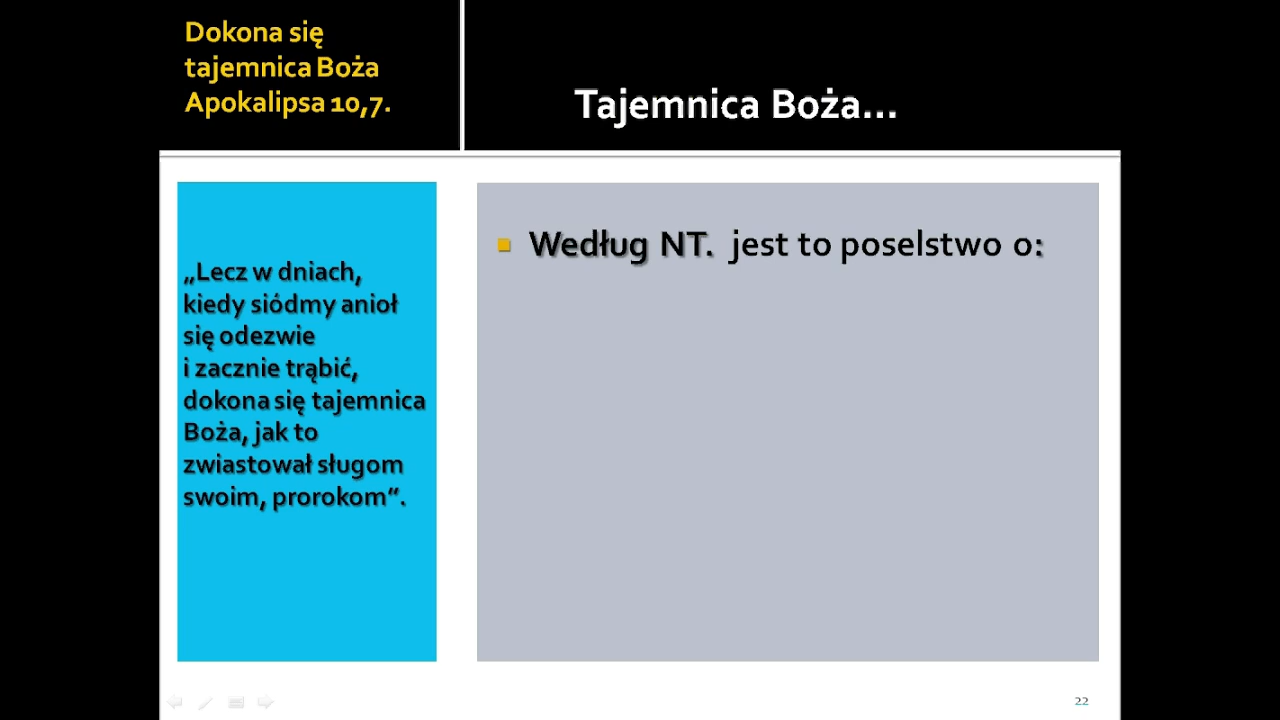 Dokona się
tajemnica Boża
Apokalipsa 10,7.
Tajemnica Boża...
„Lecz w dniach,
kiedy siódmy anioł
się odezwie
i zacznie trąbić,
dokona się tajemnica
Boża, jak to
zwiastował sługom
swoim, prorokom”.
Według NT. jest to poselstwo o:
22